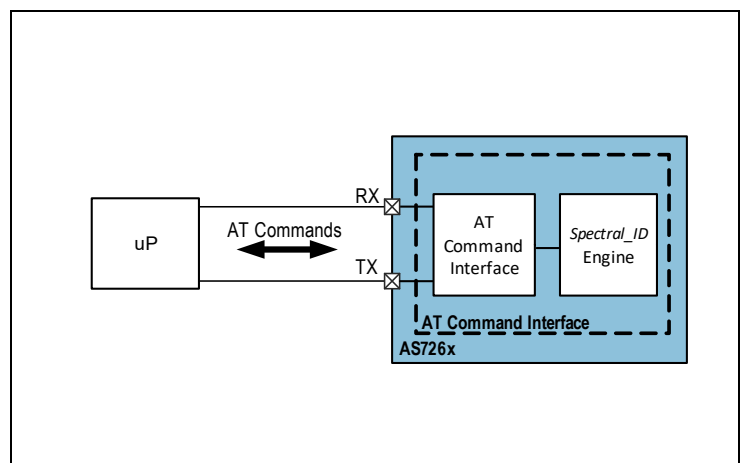 RX
uP
AT Commands
TX
AT
Command
Interface
Spectral_ID
Engine
AT Command Interface
AS726x